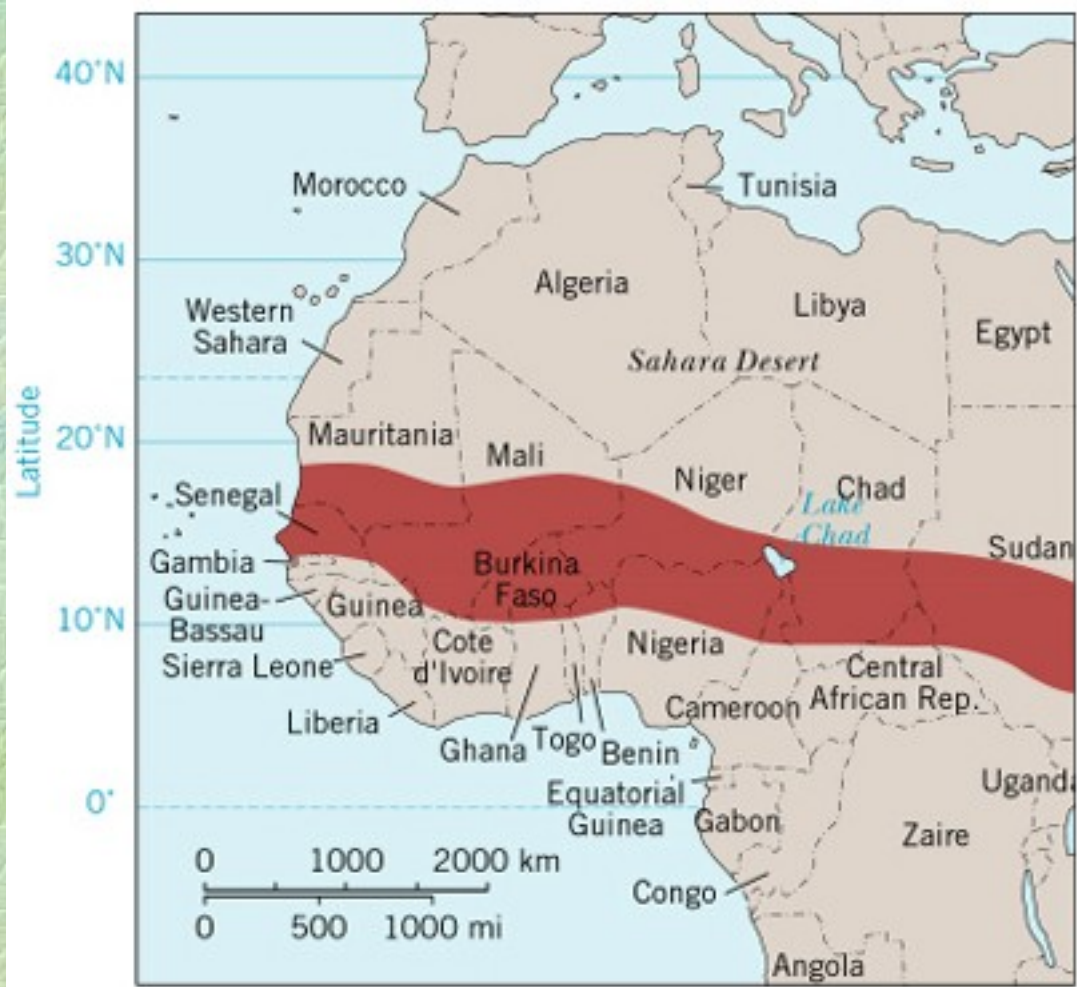 40°N
Morocco
Tunisia
30°N
Algeria
Western
Sahara
Libya
Egypt
Sahara Desert
Latitude
20°N
Mauritania
Mali
Niger
Chad
Lake
Chad
Senegal
Sudan
Gambia
Burkina
Faso
Guinea-
Bassau
Guinea
10°N
Cote
d'Ivoire
Nigeria
Sierra Leone
Central
African Rep.
Liberia
Cameroon
Ghana
Togo
Benin
Equatorial
Guinea
Uganda
0°
Gabon
Zaire
0 1000 2000 km
0 500 1000 mi
Congo
Angola